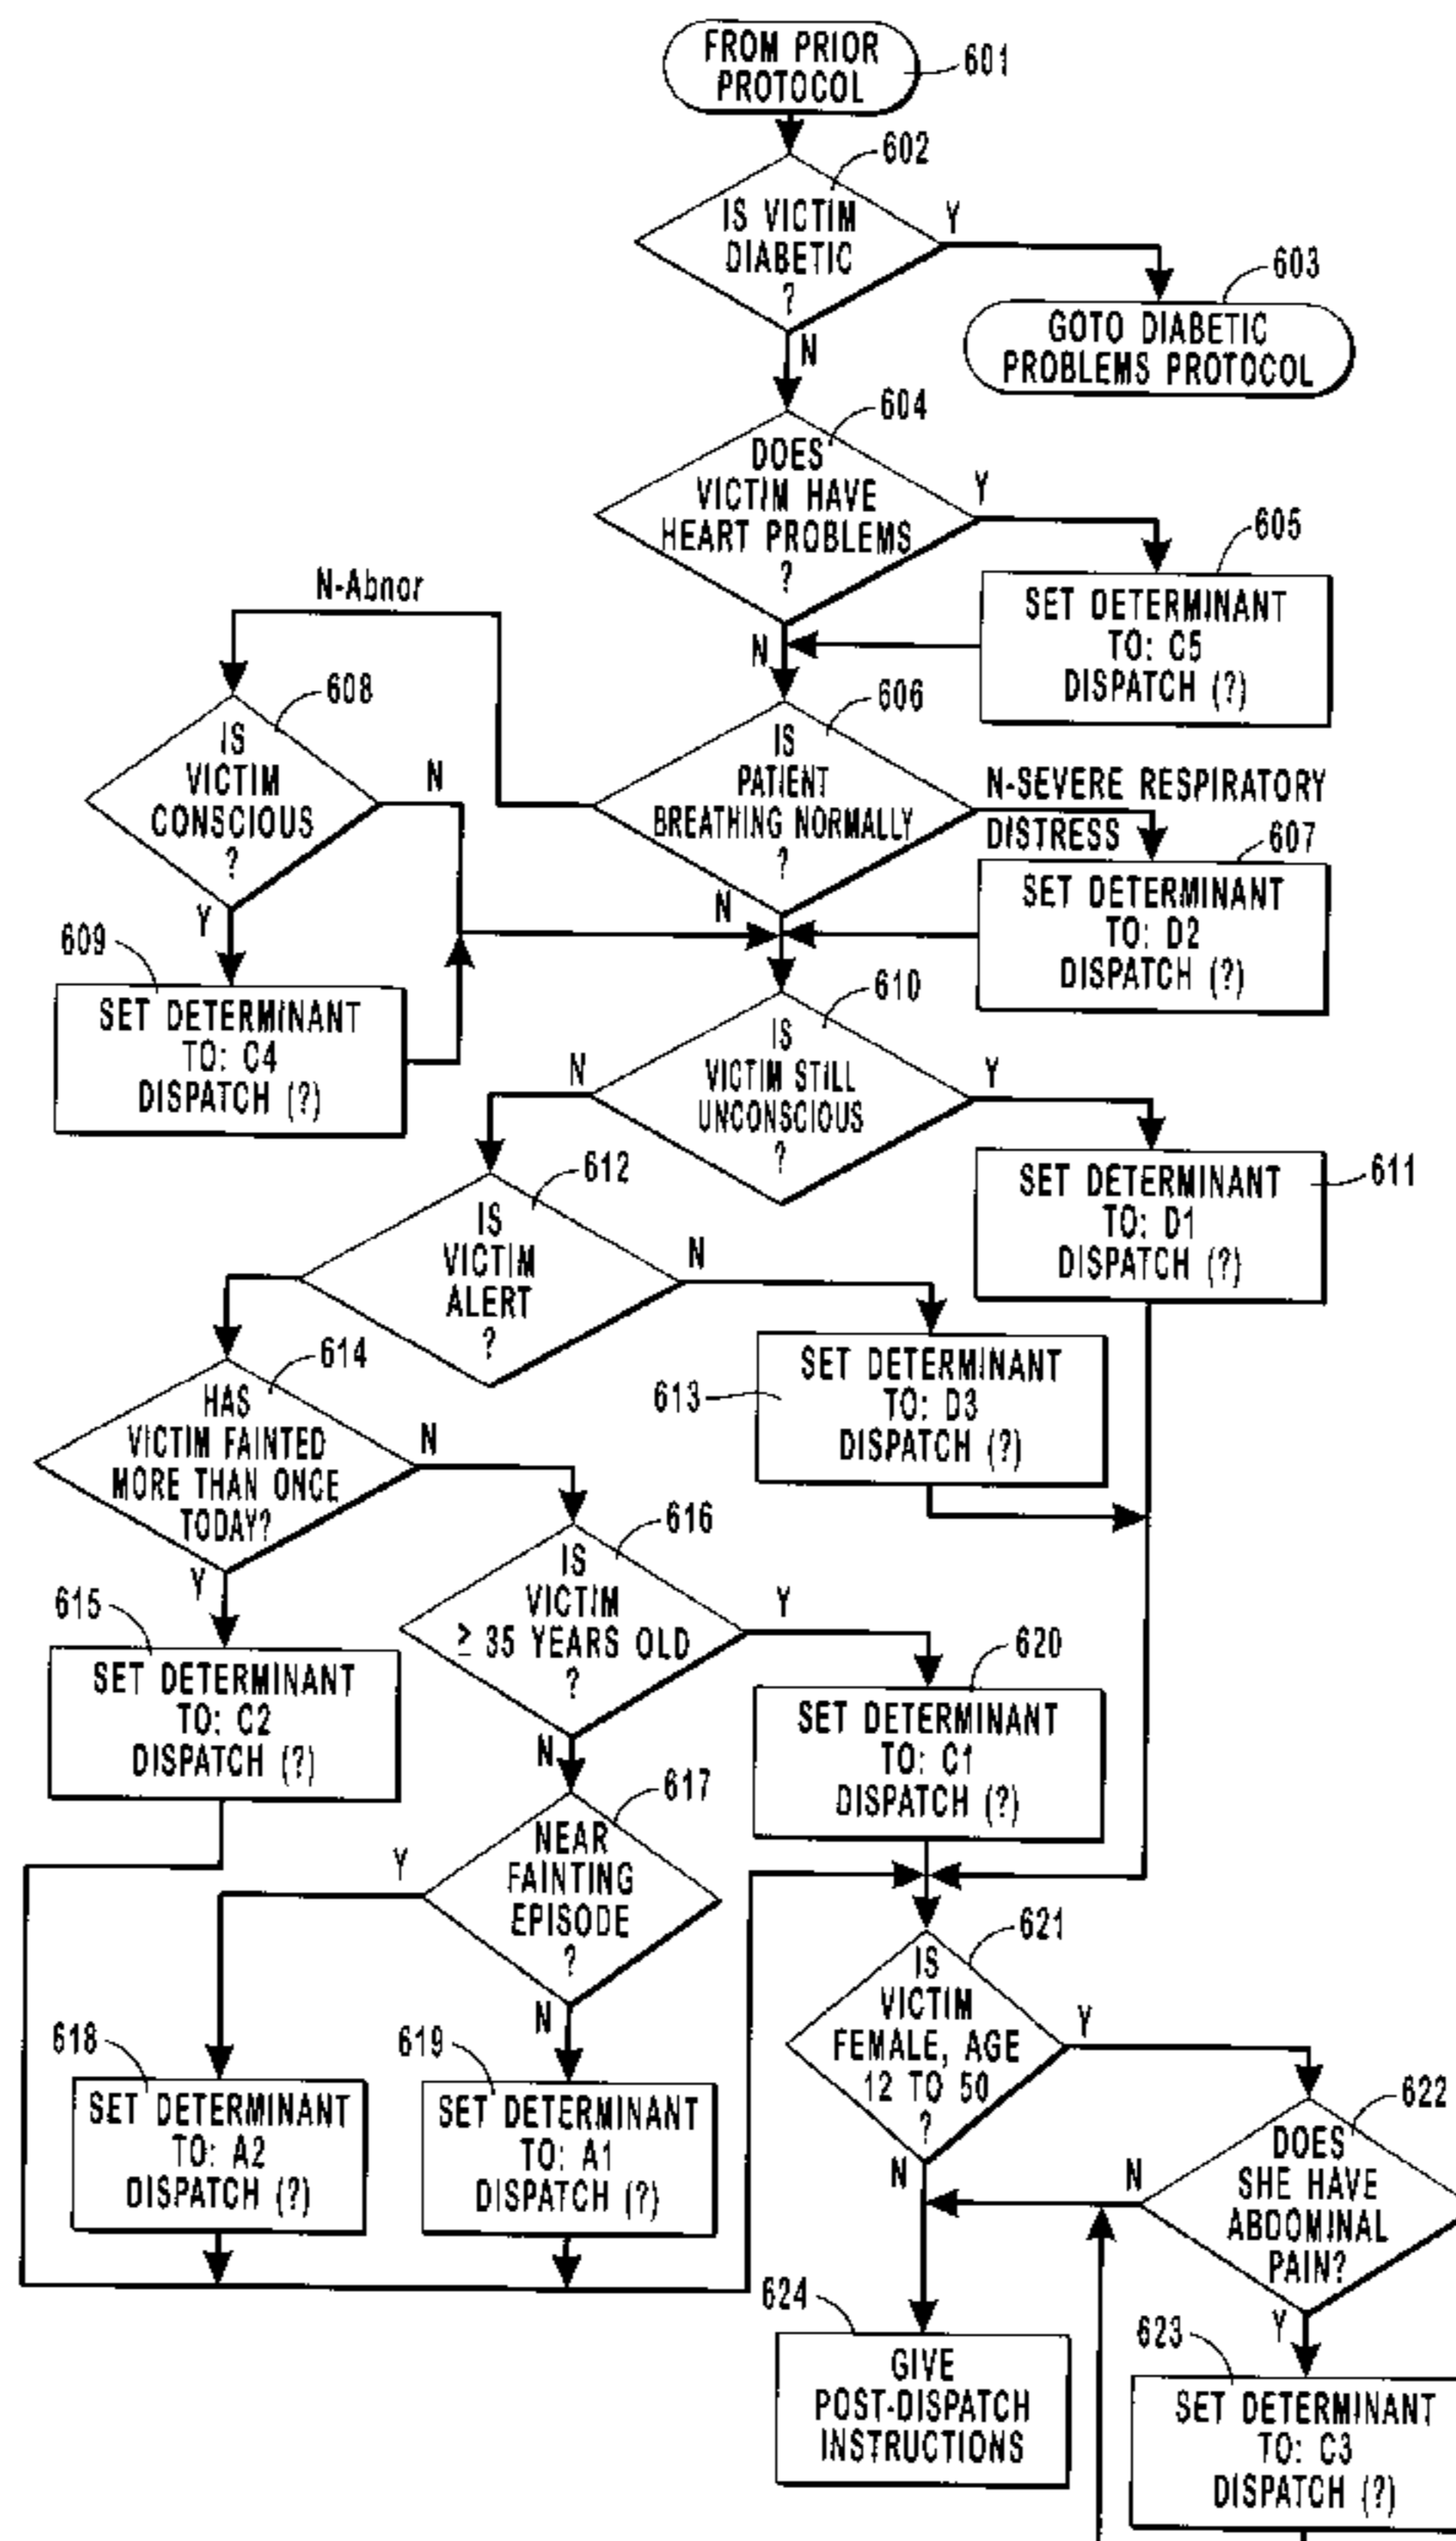 FROM PRIOR
PROTOCOL
601
602
IS VICTIM
DIABETIC
?
Y
N
603
GOTO DIABETIC
PROBLEMS PROTOCOL
604
DOES
VICTIM HAVE
HEART PROBLEMS
?
Y
N
605
SET DETERMINANT
TO: C5
DISPATCH (?)
606
IS
PATIENT
BREATHING NORMALLY
?
N-Abnor
N-SEVERE RESPIRATORY
DISTRESS
N
607
SET DETERMINANT
TO: D2
DISPATCH (?)
608
IS
VICTIM
CONSCIOUS
?
N
Y
609
SET DETERMINANT
TO: C4
DISPATCH (?)
610
IS
VICTIM STILL
UNCONSCIOUS
?
N
Y
611
SET DETERMINANT
TO: D1
DISPATCH (?)
612
IS
VICTIM
ALERT
?
N
613
SET DETERMINANT
TO: D3
DISPATCH (?)
614
HAS
VICTIM FAINTED
MORE THAN ONCE
TODAY?
N
Y
615
SET DETERMINANT
TO: C2
DISPATCH (?)
616
IS
VICTIM
≥ 35 YEARS OLD
?
Y
N
620
SET DETERMINANT
TO: C1
DISPATCH (?)
617
NEAR
FAINTING
EPISODE
?
Y
N
618
SET DETERMINANT
TO: A2
DISPATCH (?)
619
SET DETERMINANT
TO: A1
DISPATCH (?)
621
IS
VICTIM
FEMALE, AGE
12 TO 50
?
Y
N
622
DOES
SHE HAVE
ABDOMINAL
PAIN?
N
Y
623
SET DETERMINANT
TO: C3
DISPATCH (?)
624
GIVE
POST-DISPATCH
INSTRUCTIONS